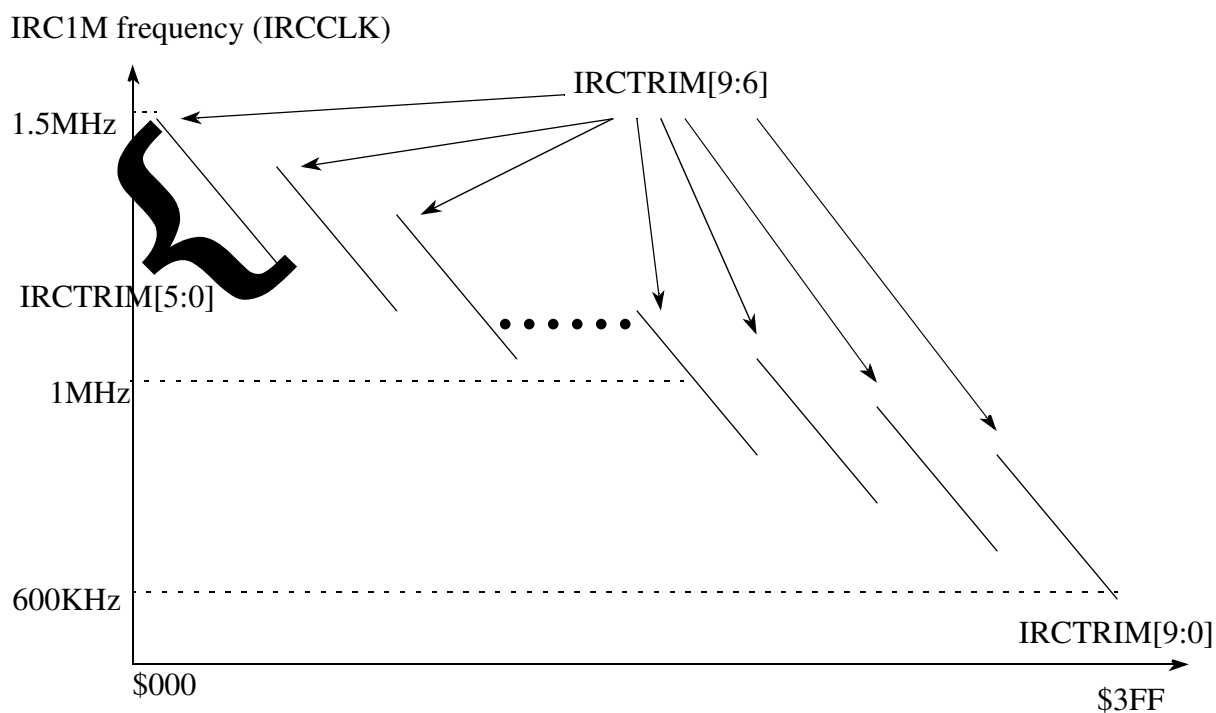 IRC1M frequency (IRCCLK)
IRCTRIM[9:6]
1.5MHz
IRCTRIM[5:0]
1MHz
600KHz
IRCTRIM[9:0]
$000
$3FF